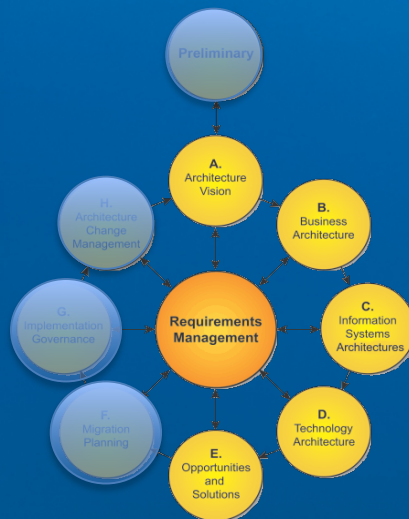 Preliminary
A.
Architecture
Vision
B.
Business
Architecture
C.
Information
Systems
Architectures
D.
Technology
Architecture
E.
Opportunities
and
Solutions
F.
Migration
Planning
G.
Implementation
Governance
H.
Architecture
Change
Management
Requirements
Management